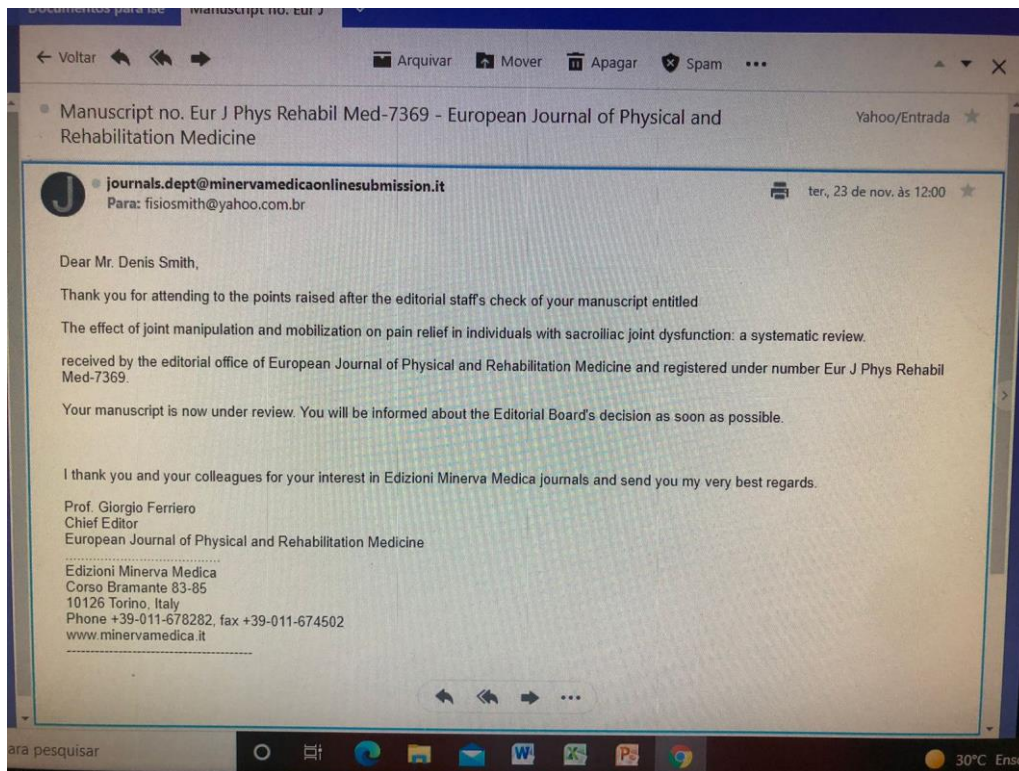 Documentos para ise Manuscript no. Eur J
← Voltar Arquivar Mover Apagar Spam •••
Manuscript no. Eur J Phys Rehabil Med-7369 - European Journal of Physical and
Rehabilitation Medicine
Yahoo/Entrada
J
journals.dept@minervamedicaonlinesubmission.it
ter., 23 de nov. às 12:00
Para: fisiosmith@yahoo.com.br
Dear Mr. Denis Smith,
Thank you for attending to the points raised after the editorial staff's check of your manuscript entitled
The effect of joint manipulation and mobilization on pain relief in individuals with sacroiliac joint dysfunction: a systematic review.
received by the editorial office of European Journal of Physical and Rehabilitation Medicine and registered under number Eur J Phys Rehabil
Med-7369.
Your manuscript is now under review. You will be informed about the Editorial Board's decision as soon as possible.
I thank you and your colleagues for your interest in Edizioni Minerva Medica journals and send you my very best regards.
Prof. Giorgio Ferriero
Chief Editor
European Journal of Physical and Rehabilitation Medicine
Edizioni Minerva Medica
Corso Bramante 83-85
10126 Torino, Italy
Phone +39-011-678282, fax +39-011-674502
www.minervamedica.it
ara pesquisar
30°C Ens